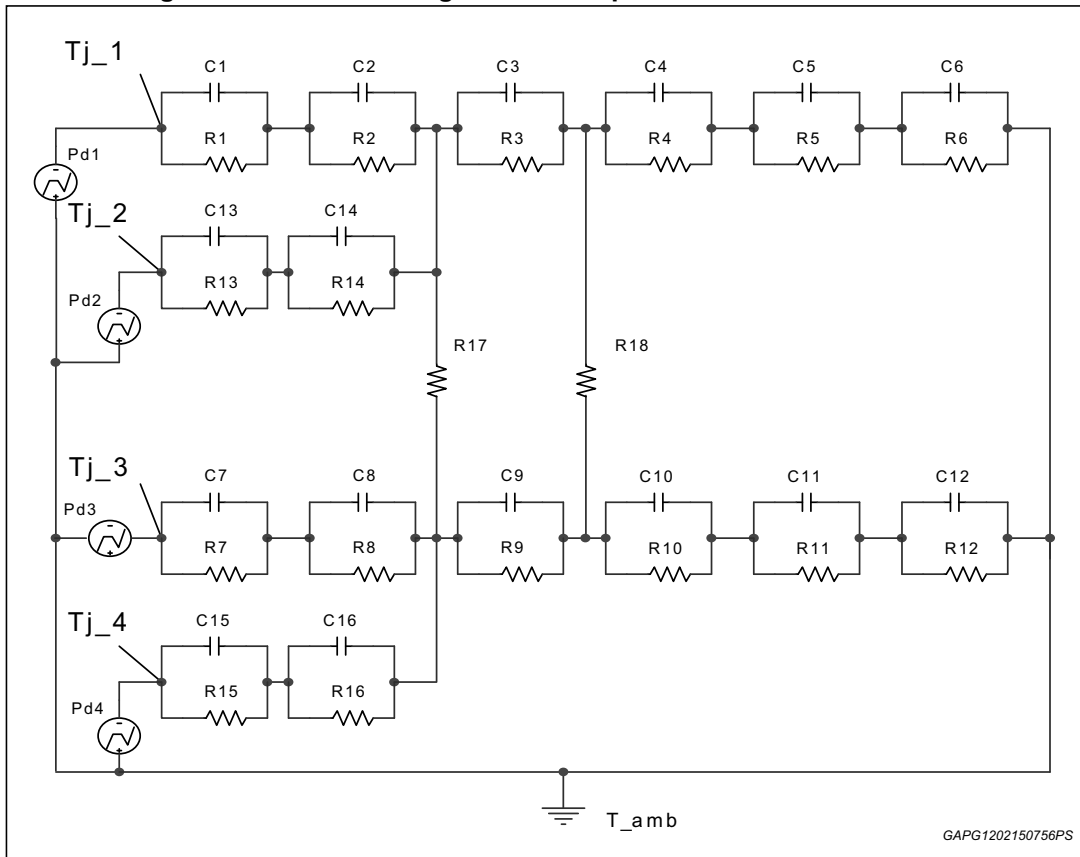 Tj_1
C1 C2 C3 C4 C5 C6
R1 R2 R3 R4 R5 R6
Pd1
-
+
Tj_2
C13 C14
R13 R14
Pd2
-
+
R17 R18
Tj_3
C7 C8 C9 C10 C11 C12
Pd3
-
+
R7 R8 R9 R10 R11 R12
Tj_4
C15 C16
R15 R16
Pd4
-
+
T_amb
GAPG1202150756PS